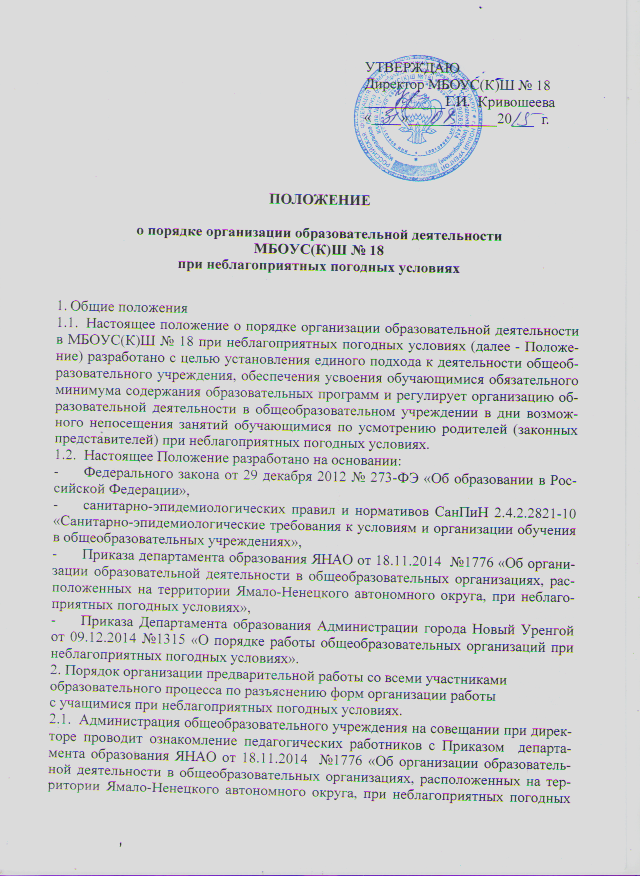 УТВЕРЖДАЮ
Директор МБОУС(К)Ш № 18
Г.И. Кривошеева
« » 20 г.
ПОЛОЖЕНИЕ
о порядке организации образовательной деятельности
МБОУС(К)Ш № 18
при неблагоприятных погодных условиях
1. Общие положения
1.1. Настоящее положение о порядке организации образовательной деятельности
в МБОУС(К)Ш № 18 при неблагоприятных погодных условиях (далее - Положе-
ние) разработано с целью установления единого подхода к деятельности общеоб-
разовательного учреждения, обеспечения усвоения обучающимися обязательного
минимума содержания образовательных программ и регулирует организацию об-
разовательной деятельности в общеобразовательном учреждении в дни возмож-
ного непосещения занятий обучающимися по усмотрению родителей (законных
представителей) при неблагоприятных погодных условиях.
1.2. Настоящее Положение разработано на основании:
- Федерального закона от 29 декабря 2012 № 273-ФЭ «Об образовании в Рос-
сийской Федерации»,
- санитарно-эпидемиологических правил и нормативов СанПиН 2.4.2.2821-10
«Санитарно-эпидемиологические требования к условиям и организации обучения
в общеобразовательных учреждениях»,
- Приказа департамента образования ЯНАО от 18.11.2014 №1776 «Об органи-
зации образовательной деятельности в общеобразовательных организациях, рас-
положенных на территории Ямало-Ненецкого автономного округа, при неблаго-
приятных погодных условиях»,
- Приказа Департамента образования Администрации города Новый Уренгой
от 09.12.2014 №1315 «О порядке работы общеобразовательных организаций при
неблагоприятных погодных условиях».
2. Порядок организации предварительной работы со всеми участниками
образовательного процесса по разъяснению форм организации работы
с учащимися при неблагоприятных погодных условиях.
2.1. Администрация общеобразовательного учреждения на совещании при дирек-
торе проводит ознакомление педагогических работников с Приказом департа-
мента образования ЯНАО от 18.11.2014 №1776 «Об организации образователь-
ной деятельности в общеобразовательных организациях, расположенных на тер-
ритории Ямало-Ненецкого автономного округа, при неблагоприятных погодных